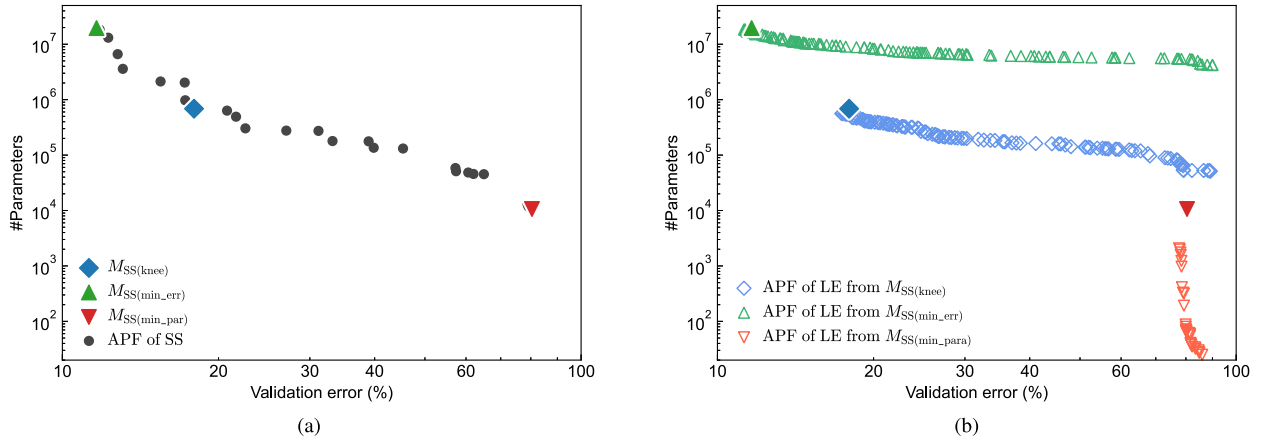 10^7
10^6
10^5
10^4
10^3
10^2
#Parameters
M_SS(knee)
M_SS(min_err)
M_SS(min_par)
APF of SS
10 20 30 40 60 100
Validation error (%)
(a)
10^7
10^6
10^5
10^4
10^3
10^2
#Parameters
APF of LE from M_SS(knee)
APF of LE from M_SS(min_err)
APF of LE from M_SS(min_para)
10 20 30 40 60 100
Validation error (%)
(b)